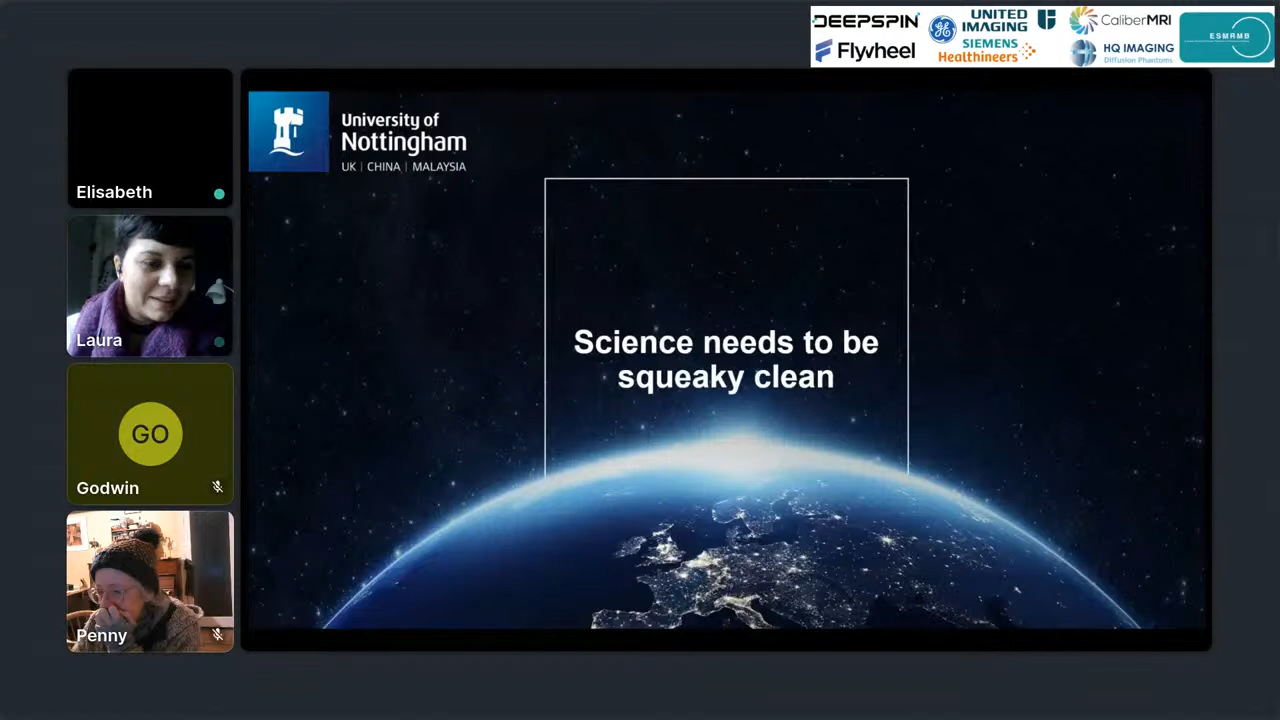 DEEPSPIN
UNITED
IMAGING
CaliberMRI
ESMRMB
Flywheel
SIEMENS
Healthineers
HQ IMAGING
Diffusion Phantoms
University of
Nottingham
UK | CHINA | MALAYSIA
Elisabeth
Laura
GO
Godwin
Penny
Science needs to be
squeaky clean